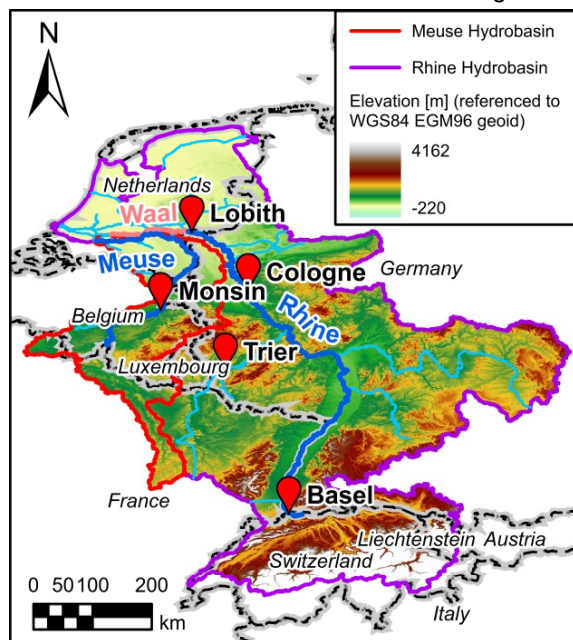 N
Meuse Hydrobasin
Rhine Hydrobasin
Elevation [m] (referenced to
WGS84 EGM96 geoid)
4162
-220
Netherlands
Waal
Lobith
Meuse
Cologne
Germany
Monsin
Rhine
Belgium
Trier
Luxembourg
France
Basel
Liechtenstein Austria
Switzerland
Italy
0 50 100 200
km